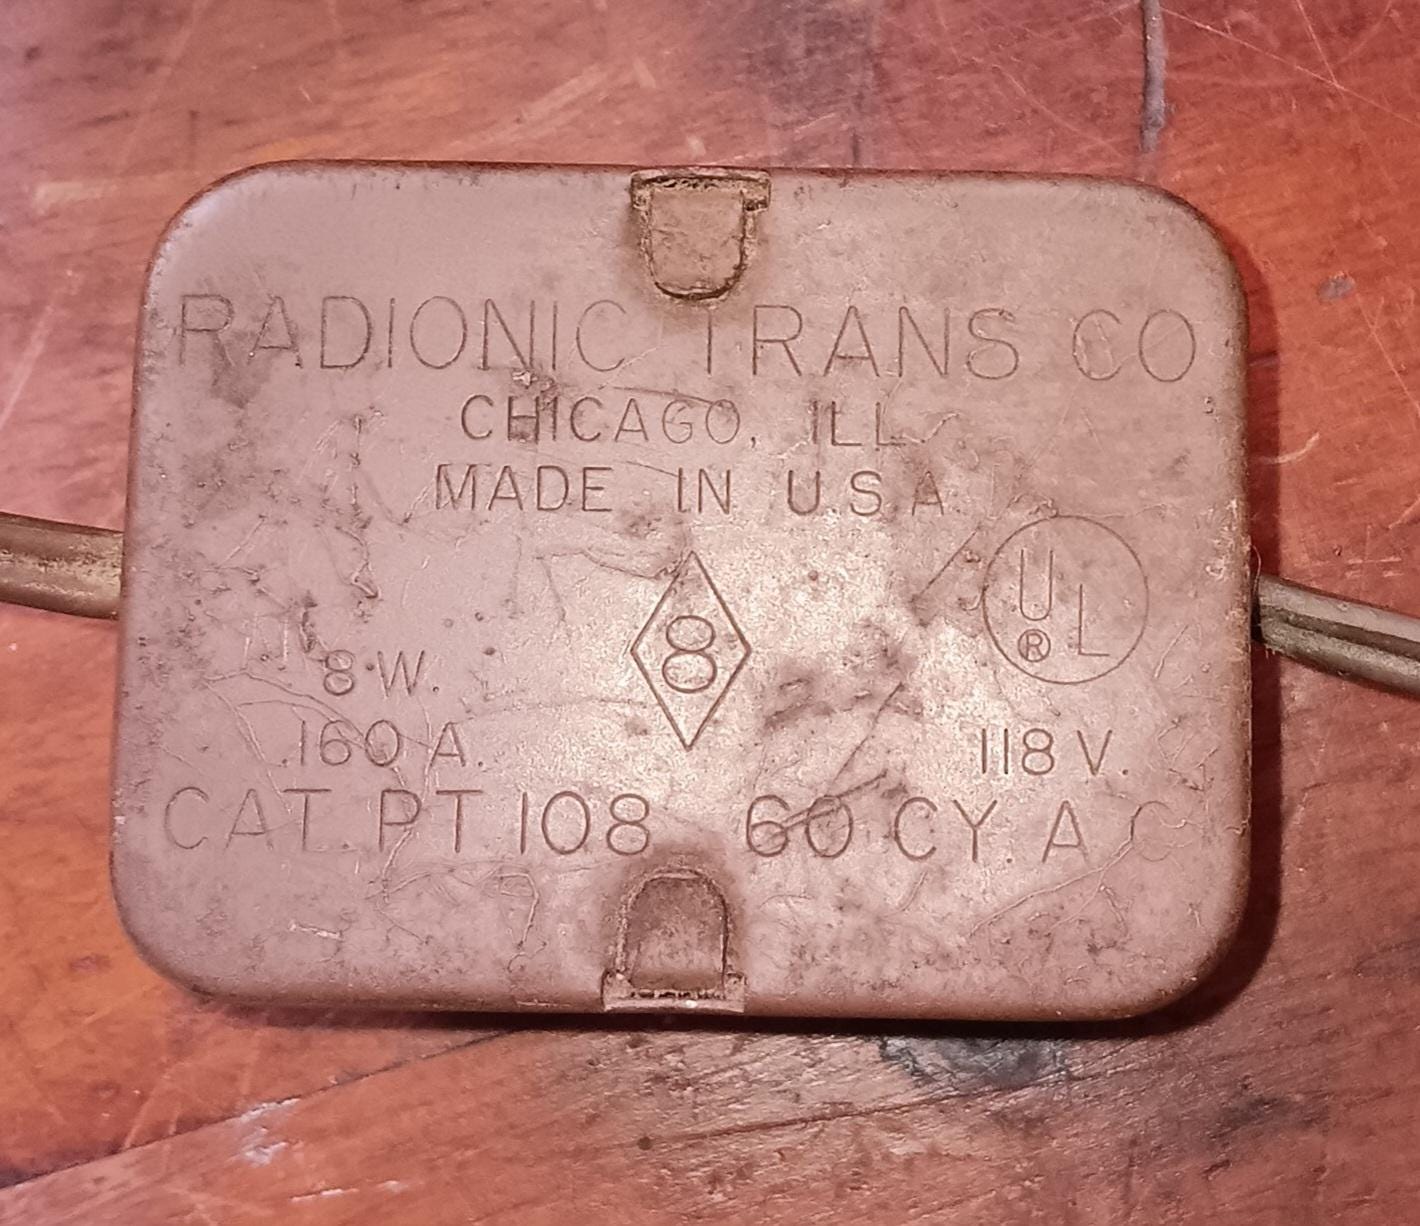 RADIONIC TRANS CO
CHICAGO, ILL
MADE IN U.S.A.
8
UL
®
8 W.
.160 A.
118 V.
CAT. PT 108 60 CY. A C